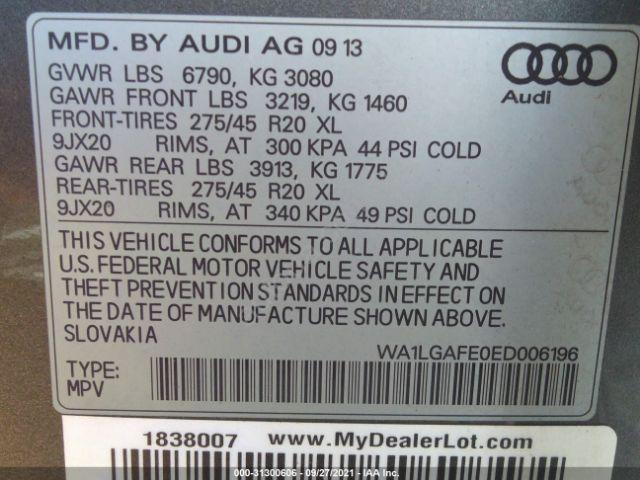 MFD. BY AUDI AG 09 13
Audi
GVWR LBS 6790, KG 3080
GAWR FRONT LBS 3219, KG 1460
FRONT-TIRES 275/45 R20 XL
9JX20 RIMS, AT 300 KPA 44 PSI COLD
GAWR REAR LBS 3913, KG 1775
REAR-TIRES 275/45 R20 XL
9JX20 RIMS, AT 340 KPA 49 PSI COLD
THIS VEHICLE CONFORMS TO ALL APPLICABLE
U.S. FEDERAL MOTOR VEHICLE SAFETY AND
THEFT PREVENTION STANDARDS IN EFFECT ON
THE DATE OF MANUFACTURE SHOWN ABOVE.
SLOVAKIA
WA1LGAFE0ED006196
TYPE:
MPV
1838007 www.MyDealerLot.com
000-31300606 - 09/27/2021 - IAA Inc.